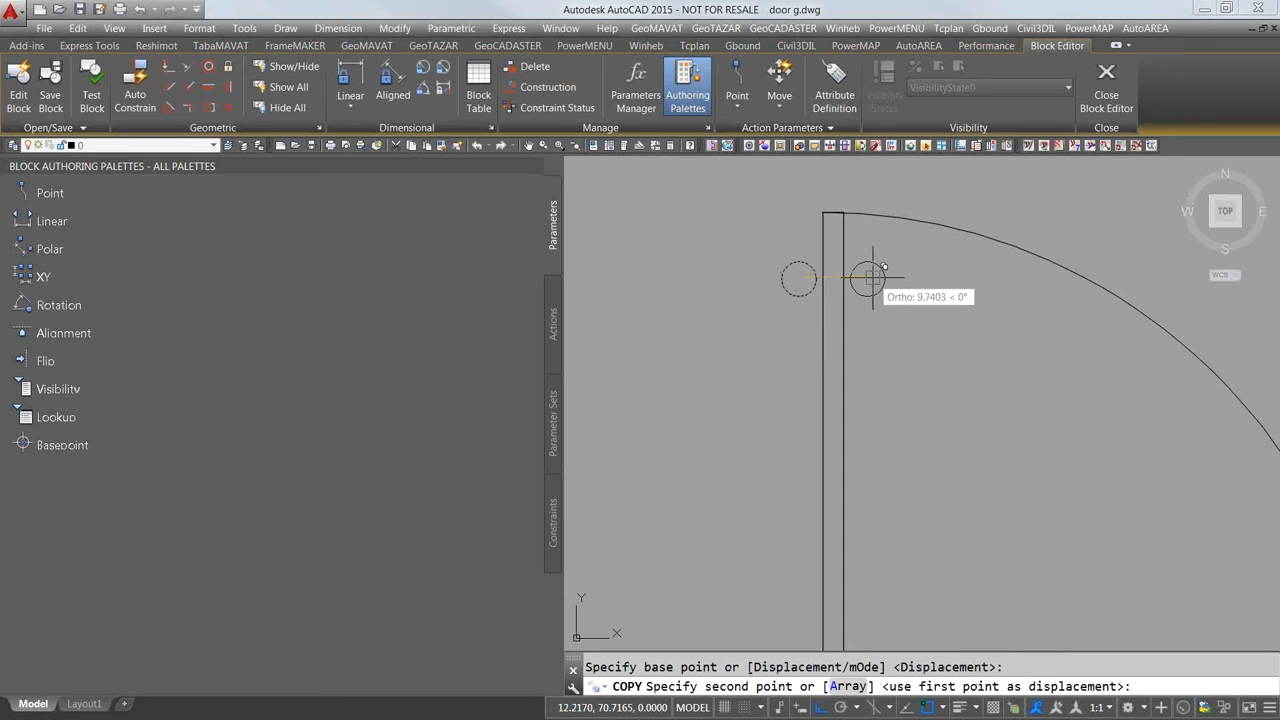 Autodesk AutoCAD 2015 - NOT FOR RESALE door g.dwg
File Edit View Insert Format Tools Draw Dimension Modify Parametric Express Window Help GeoMAVAT GeoTAZAR GeoCADASTER Winheb PowerMENU Tcplan Gbound Civil3DIL PowerMAP AutoAREA
Add-ins Express Tools Reshimot TabaMAVAT FrameMAKER GeoMAVAT GeoTAZAR GeoCADASTER PowerMENU Winheb Tcplan Gbound Civil3DIL PowerMAP AutoAREA Performance Block Editor
Edit Block
Save Block
Test Block
Auto Constrain
Show/Hide
Show All
Hide All
Linear
Aligned
Block Table
Delete
Construction
Constraint Status
Parameters Manager
Authoring Palettes
Point
Move
Attribute Definition
Visibility States
VisibilityState0
Close Block Editor
Open/Save Geometric Dimensional Manage Action Parameters Visibility Close
0
BLOCK AUTHORING PALETTES - ALL PALETTES
Point
Linear
Polar
XY
Rotation
Alignment
Flip
Visibility
Lookup
Basepoint
Parameters
Actions
Parameter Sets
Constraints
N
W TOP E
S
WCS
Ortho: 9.7403 < 0°
Y
X
Specify base point or [Displacement/mOde] <Displacement>:
COPY Specify second point or [Array] <use first point as displacement>:
Model Layout1 + 12.2170, 70.7165, 0.0000 MODEL 1:1